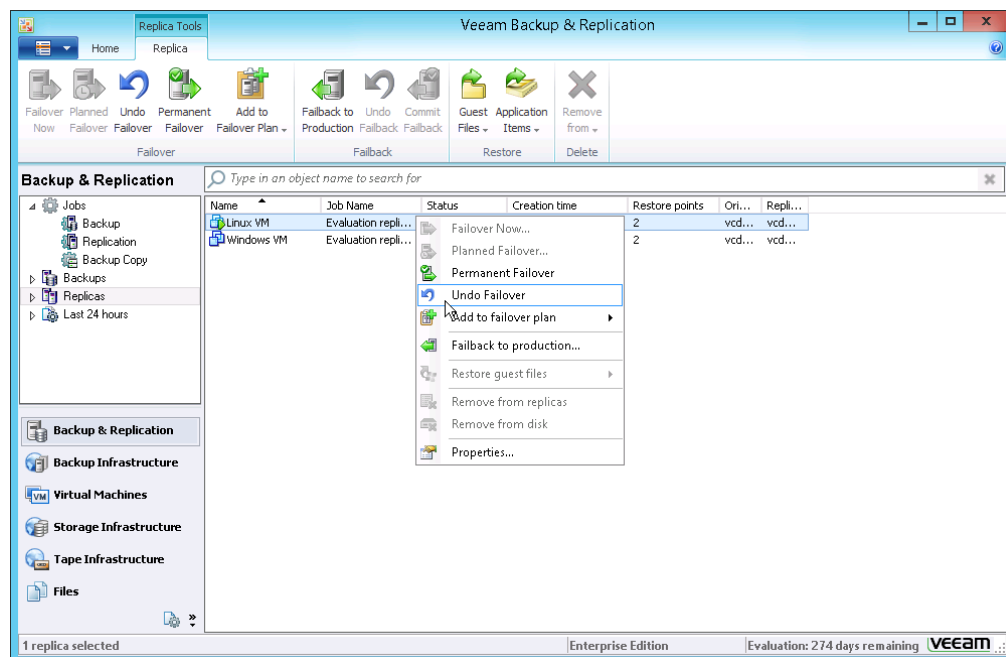 Replica Tools
Veeam Backup & Replication
Home Replica
Failover Now Planned Failover Undo Failover Permanent Failover Add to Failover Plan Failback to Production Undo Failback Commit Failback Guest Files Application Items Remove from
Failover Failback Restore Delete
Backup & Replication
Type in an object name to search for
Jobs
Backup
Replication
Backup Copy
Backups
Replicas
Last 24 hours
Name Job Name Status Creation time Restore points Ori... Repli...
Linux VM Evaluation repli... 2 vcd... vcd...
Windows VM Evaluation repli... 2 vcd... vcd...
Failover Now...
Planned Failover...
Permanent Failover
Undo Failover
Add to failover plan
Failback to production...
Restore guest files
Remove from replicas
Remove from disk
Properties...
Backup & Replication
Backup Infrastructure
VM Virtual Machines
Storage Infrastructure
Tape Infrastructure
Files
1 replica selected Enterprise Edition Evaluation: 274 days remaining veeam